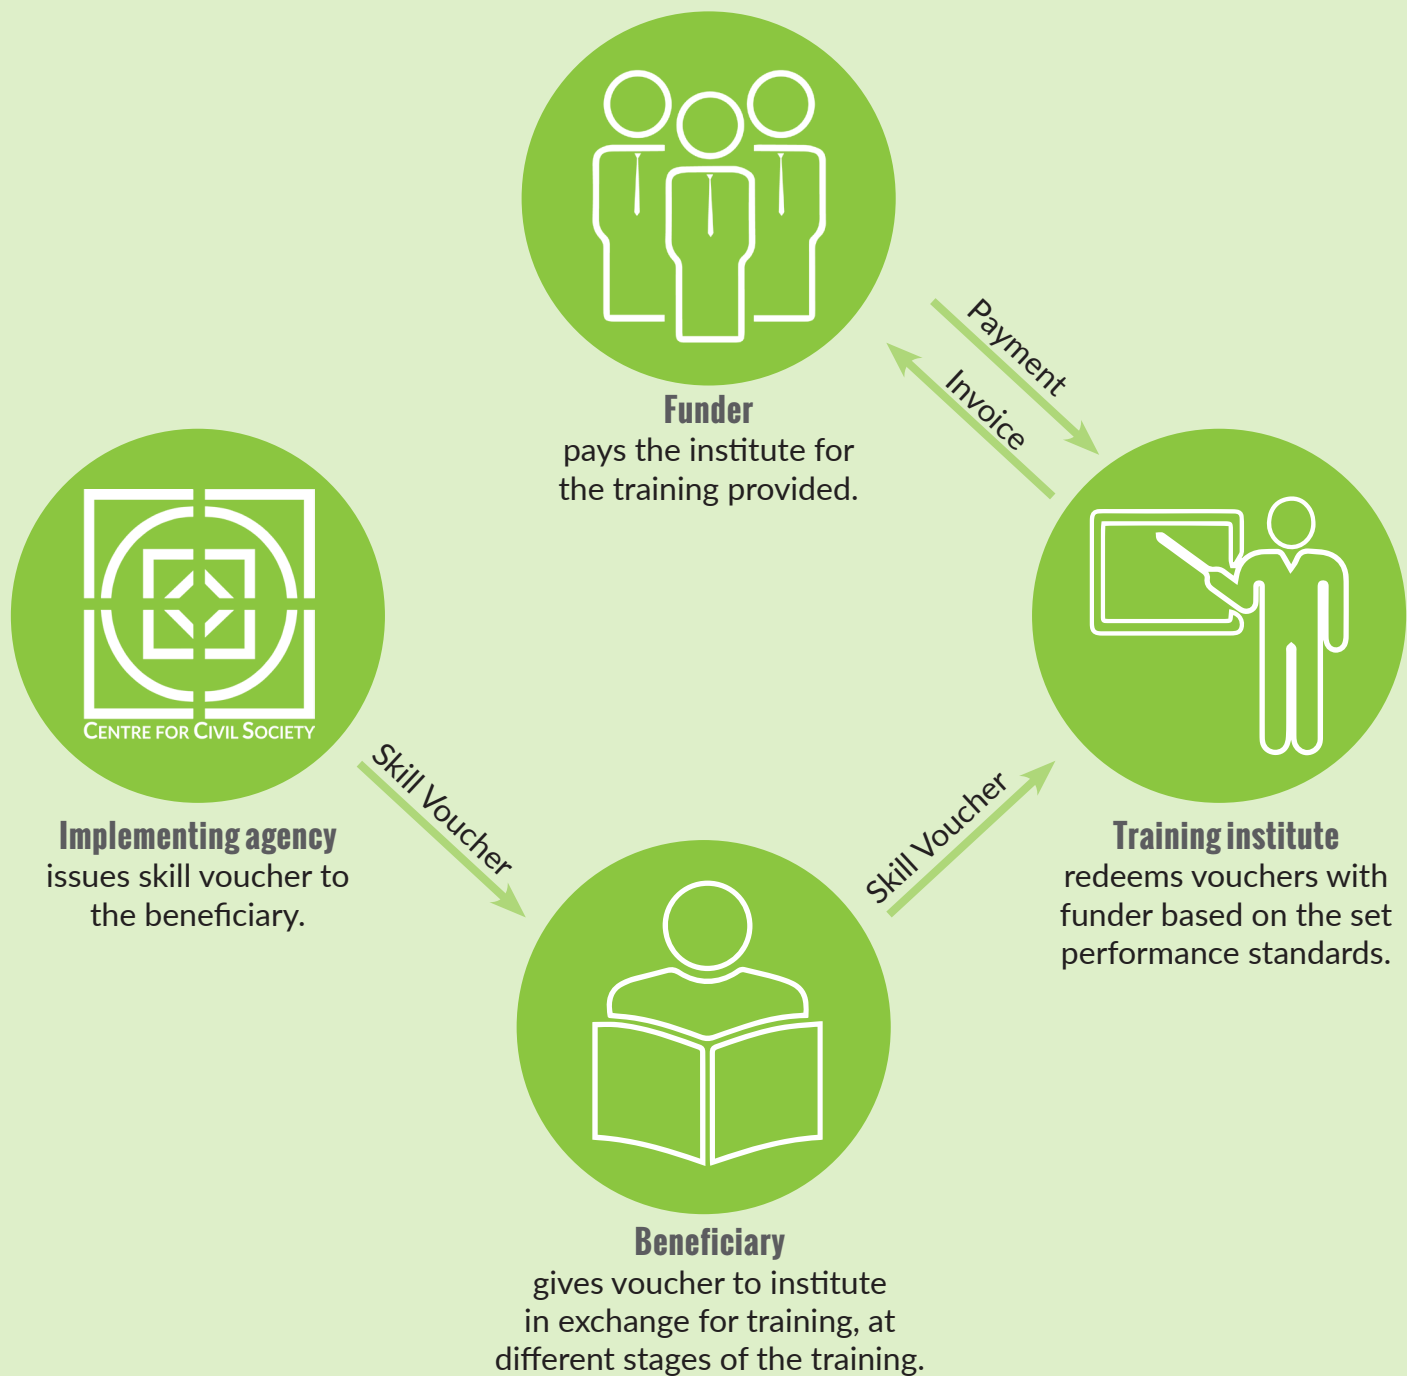 Payment
Invoice
Funder
pays the institute for
the training provided.
CENTRE FOR CIVIL SOCIETY
Skill Voucher
Implementing agency
issues skill voucher to
the beneficiary.
Skill Voucher
Training institute
redeems vouchers with
funder based on the set
performance standards.
Beneficiary
gives voucher to institute
in exchange for training, at
different stages of the training.